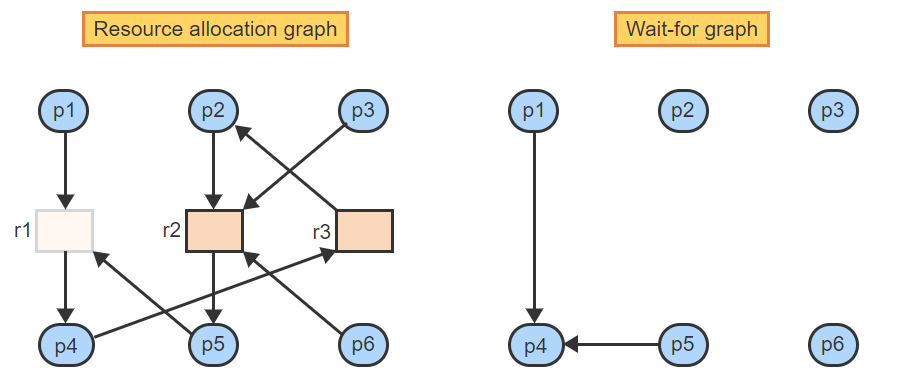 Resource allocation graph
Wait-for graph
p1
p2
p3
p1
p2
p3
r1
r2
r3
p4
p5
p6
p4
p5
p6